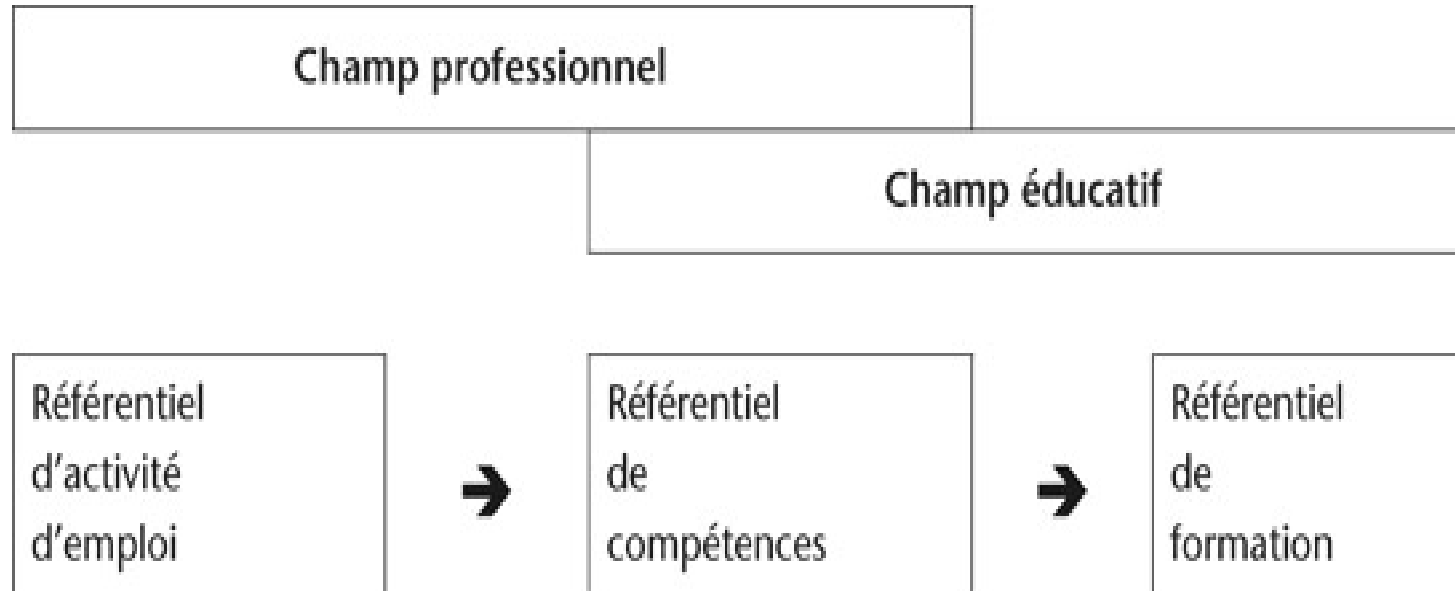 Champ professionnel
Champ éducatif
Référentiel
d'activité
d'emploi
➔
Référentiel
de
compétences
➔
Référentiel
de
formation